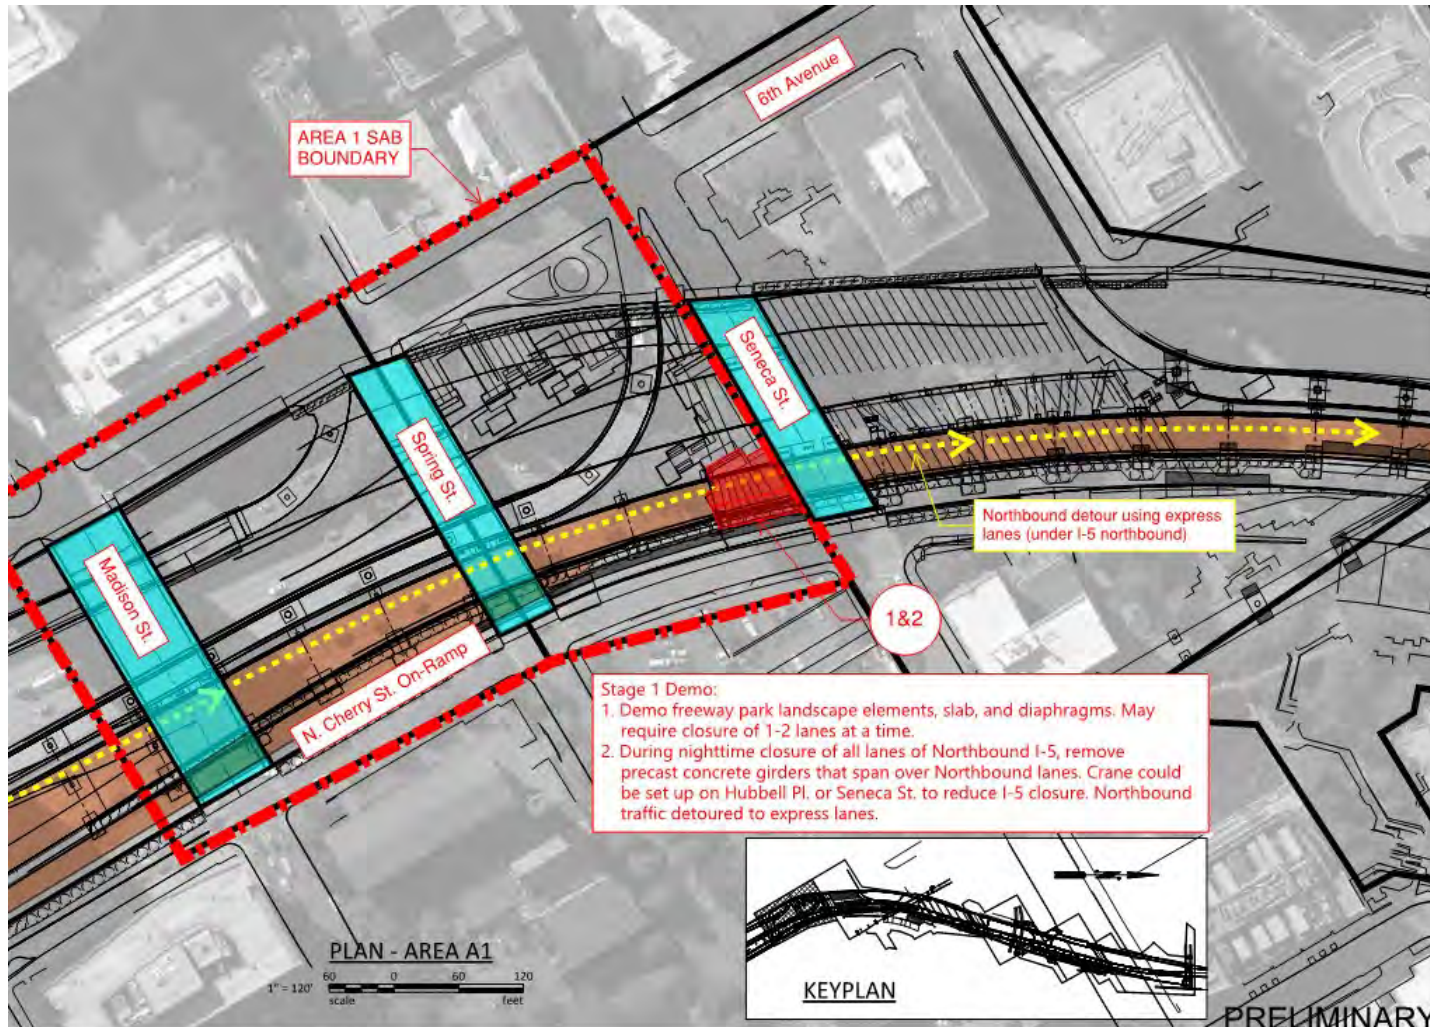 6th Avenue
AREA 1 SAB
BOUNDARY
Seneca St.
Spring St.
Madison St.
Northbound detour using express
lanes (under I-5 northbound)
1&2
N. Cherry St. On-Ramp
Stage 1 Demo:
1. Demo freeway park landscape elements, slab, and diaphragms. May
require closure of 1-2 lanes at a time.
2. During nighttime closure of all lanes of Northbound I-5, remove
precast concrete girders that span over Northbound lanes. Crane could
be set up on Hubbell Pl. or Seneca St. to reduce I-5 closure. Northbound
traffic detoured to express lanes.
PLAN - AREA A1
60 0 60 120
1" = 120'
scale feet
KEYPLAN
PRELIMINARY